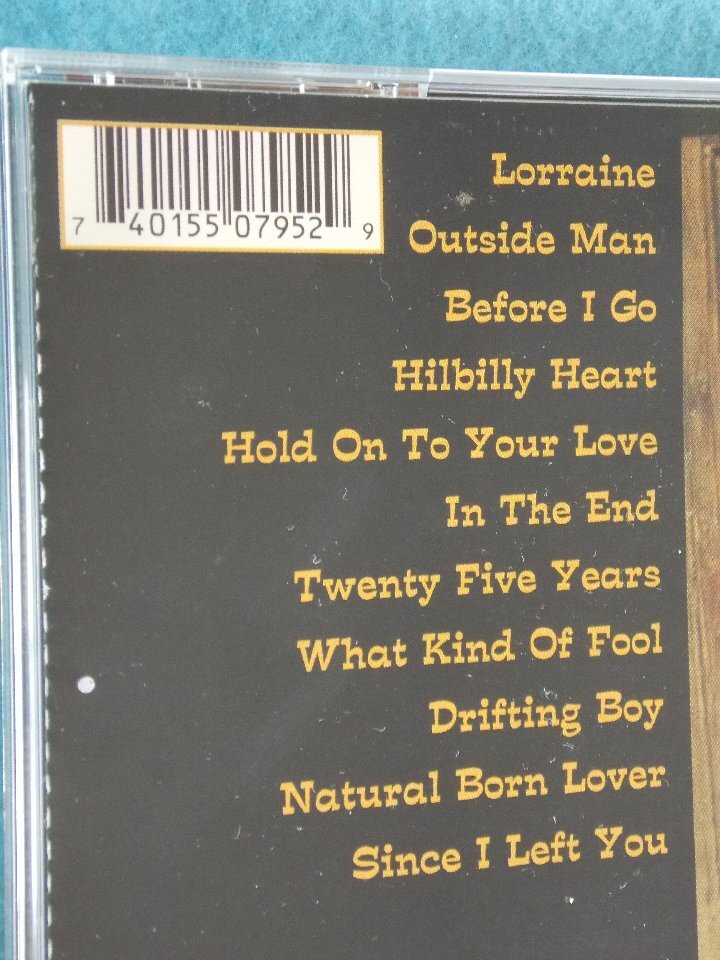 7 40155 07952 9
Lorraine
Outside Man
Before I Go
Hilbilly Heart
Hold On To Your Love
In The End
Twenty Five Years
What Kind Of Fool
Drifting Boy
Natural Born Lover
Since I Left You